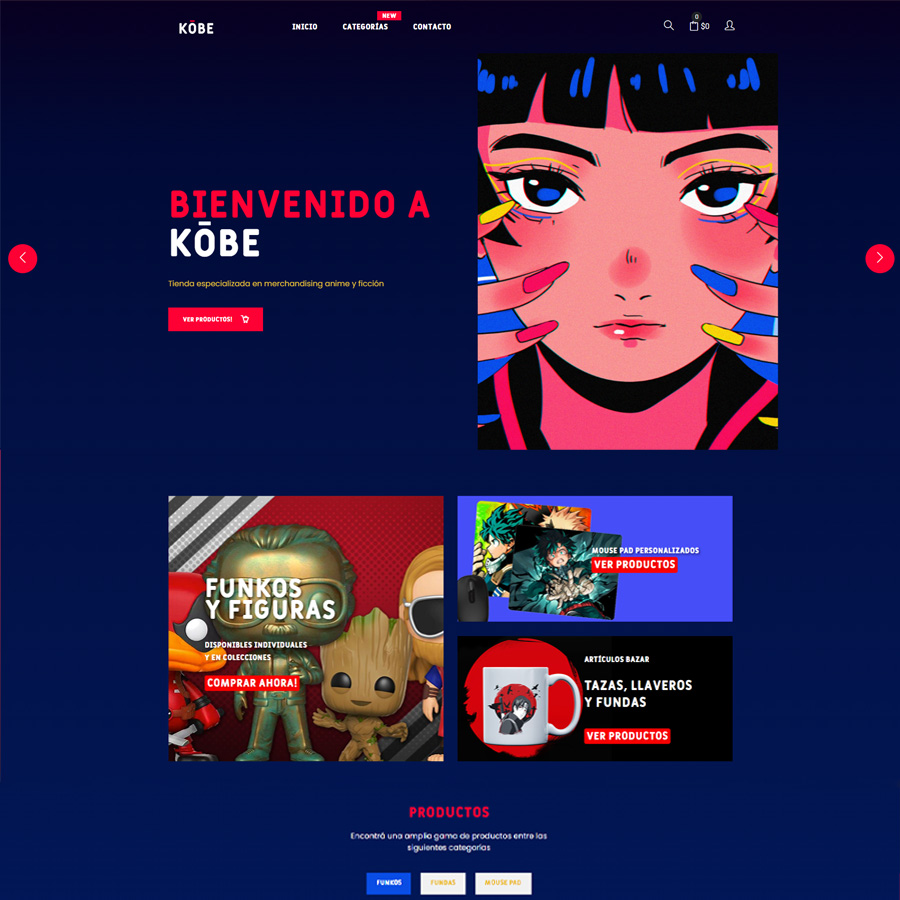 KŌBE
INICIO
CATEGORÍAS
NEW
CONTACTO
0
$0
BIENVENIDO A
KŌBE
Tienda especializada en merchandising anime y ficción
VER PRODUCTOS!
FUNKOS
Y FIGURAS
DISPONIBLES INDIVIDUALES
Y EN COLECCIONES
COMPRAR AHORA!
MOUSE PAD PERSONALIZADOS
VER PRODUCTOS
ARTÍCULOS BAZAR
TAZAS, LLAVEROS
Y FUNDAS
VER PRODUCTOS
PRODUCTOS
Encontrá una amplia gama de productos entre las
siguientes categorías
FUNKOS
FUNDAS
MOUSE PAD